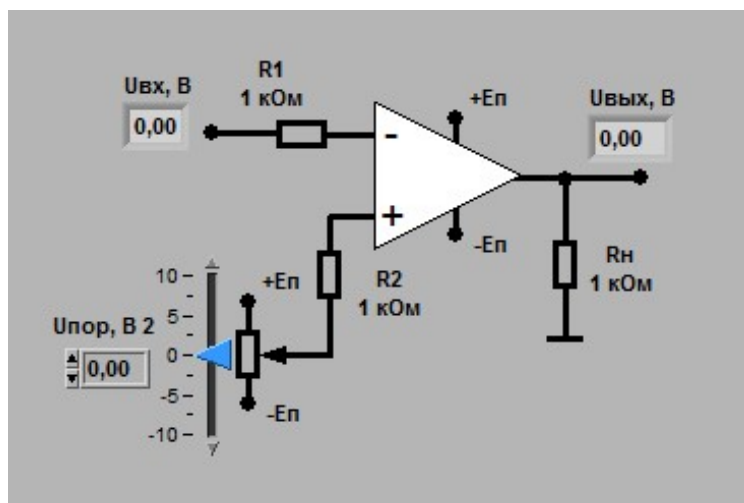 Uвх, В
0,00
R1
1 кОм
+Еп
Uвых, В
0,00
-
+
-Еп
Rн
1 кОм
R2
1 кОм
+Еп
-Еп
Uпор, В 2
0,00
10
5
0
-5
-10